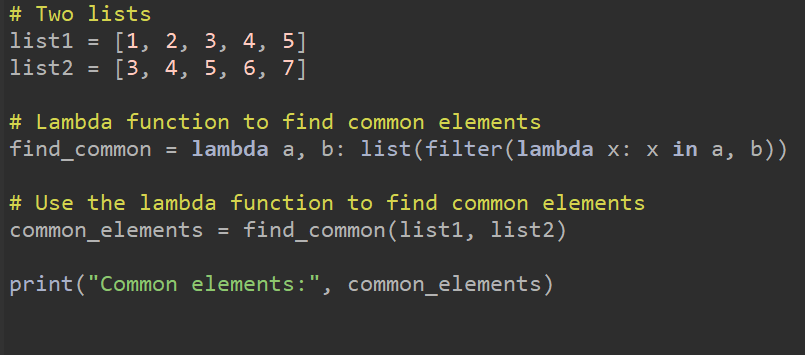 # Two lists
list1 = [1, 2, 3, 4, 5]
list2 = [3, 4, 5, 6, 7]
# Lambda function to find common elements
find_common = lambda a, b: list(filter(lambda x: x in a, b))
# Use the lambda function to find common elements
common_elements = find_common(list1, list2)
print("Common elements:", common_elements)